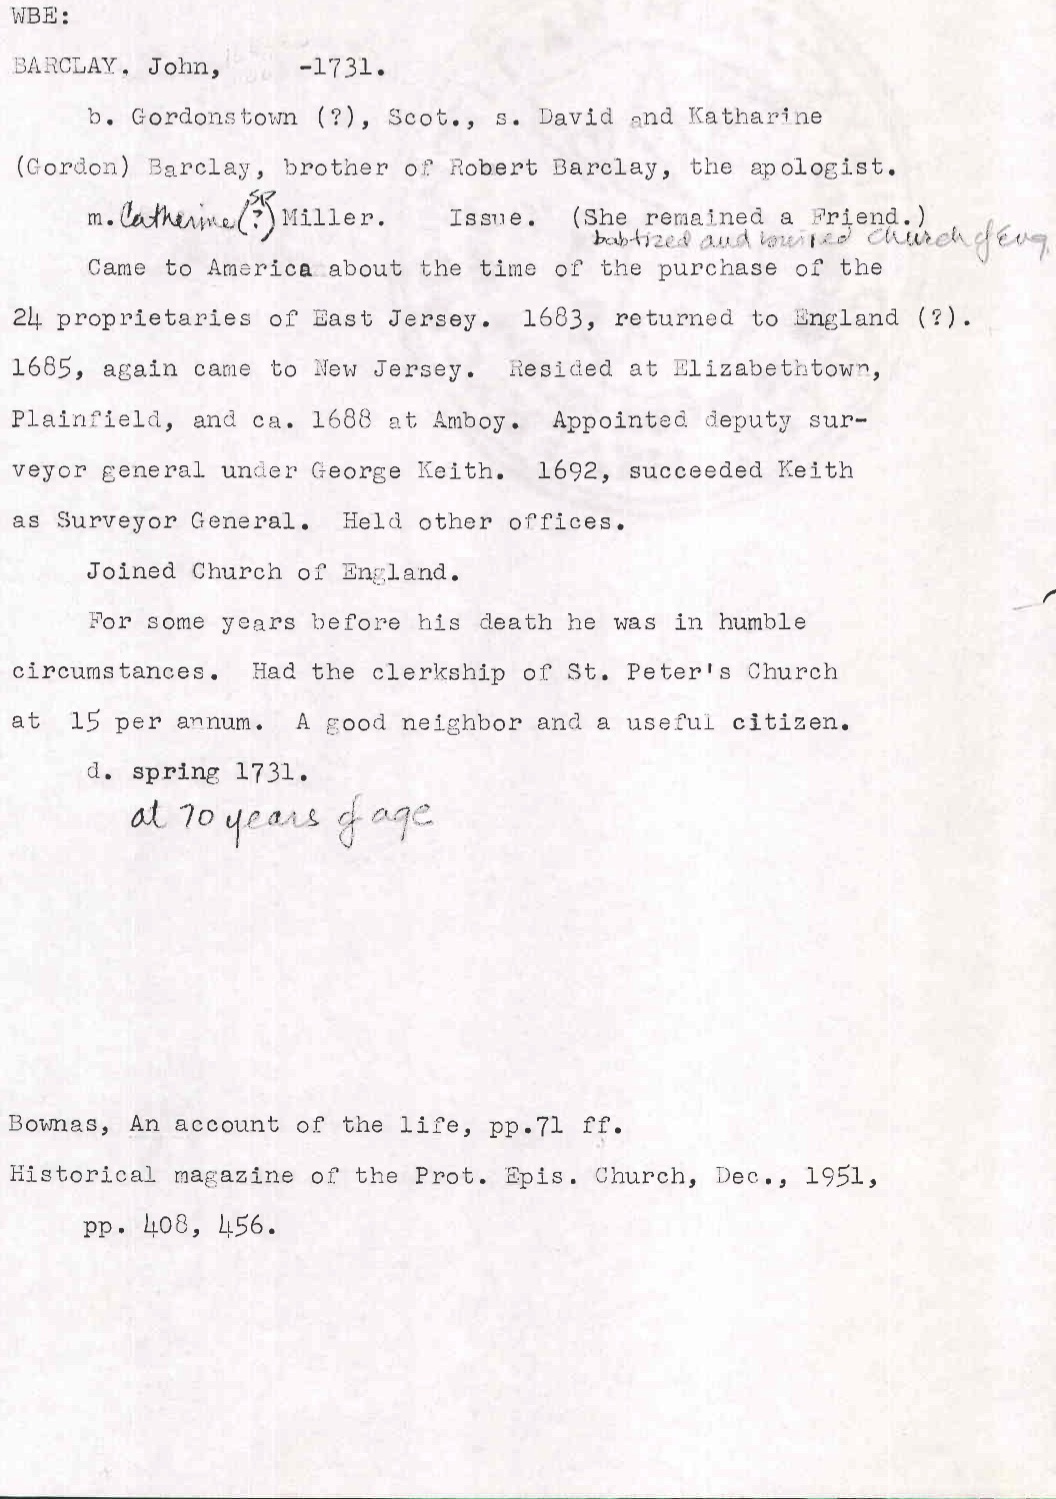 WBE:
BARCLAY. John, -1731.
b. Gordonstown (?), Scot., s. David and Katharine
(Gordon) Barclay, brother of Robert Barclay, the apologist.
m. Catherine (?) Miller. Issue. (She remained a Friend.)
babtized and church of Eng.
Came to America about the time of the purchase of the
24 proprietaries of East Jersey. 1683, returned to England (?).
1685, again came to New Jersey. Resided at Elizabethtown,
Plainfield, and ca. 1688 at Amboy. Appointed deputy sur-
veyor general under George Keith. 1692, succeeded Keith
as Surveyor General. Held other offices.
Joined Church of England.
For some years before his death he was in humble
circumstances. Had the clerkship of St. Peter's Church
at 15 per annum. A good neighbor and a useful citizen.
d. spring 1731.
at 70 years of age
Bownas, An account of the life, pp.71 ff.
Historical magazine of the Prot. Epis. Church, Dec., 1951,
pp. 408, 456.